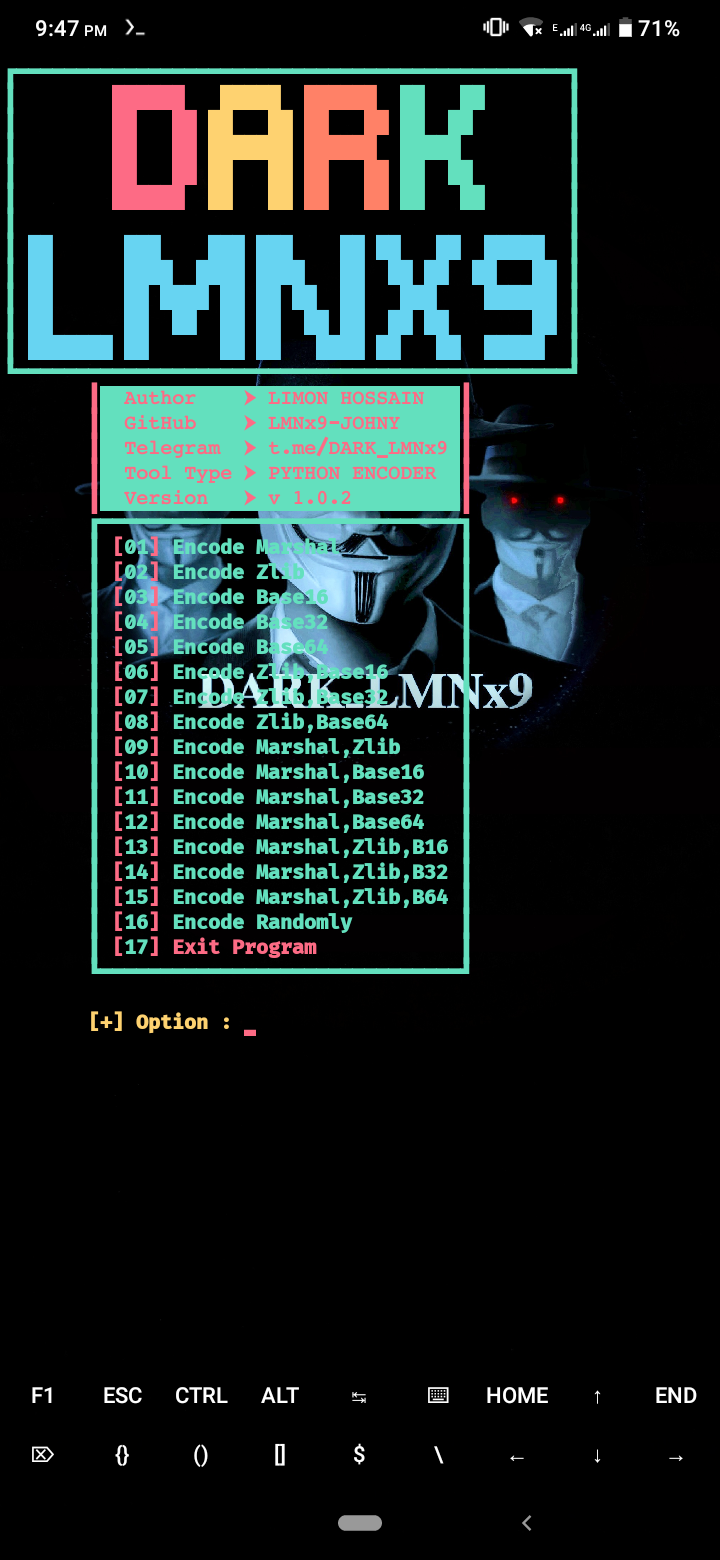 9:47 PM E 4G 71%
DARK
LMNX9
Author ➤ LIMON HOSSAIN
GitHub ➤ LMNx9-JOHNY
Telegram ➤ t.me/DARK_LMNx9
Tool Type ➤ PYTHON ENCODER
Version ➤ v 1.0.2
[01] Encode Marshal
[02] Encode Zlib
[03] Encode Base16
[04] Encode Base32
[05] Encode Base64
[06] Encode Zlib,Base16
[07] Encode Zlib,Base32
DARK_LMNx9
[08] Encode Zlib,Base64
[09] Encode Marshal,Zlib
[10] Encode Marshal,Base16
[11] Encode Marshal,Base32
[12] Encode Marshal,Base64
[13] Encode Marshal,Zlib,B16
[14] Encode Marshal,Zlib,B32
[15] Encode Marshal,Zlib,B64
[16] Encode Randomly
[17] Exit Program
[+] Option : _
F1 ESC CTRL ALT ⭾ ⌨ HOME ↑ END
⌦ {} () [] $ \ ← ↓ →